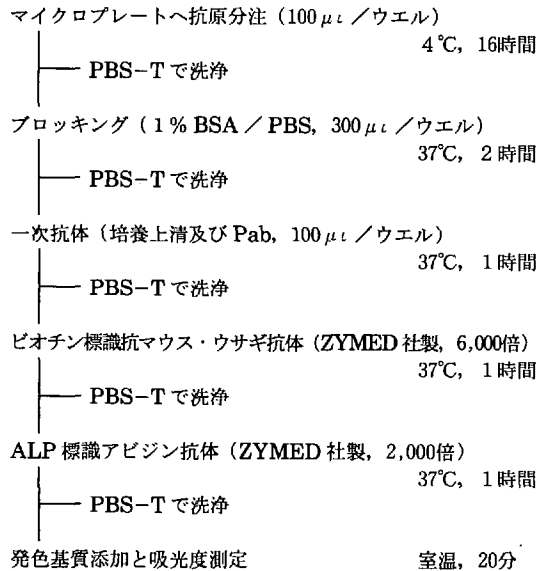 マイクロプレートへ抗原分注(100μι/ウエル)
4℃, 16時間
PBS-Tで洗浄
ブロッキング(1% BSA/PBS, 300μι/ウエル)
37℃, 2時間
PBS-Tで洗浄
一次抗体(培養上清及びPab, 100μι/ウエル)
37℃, 1時間
PBS-Tで洗浄
ビオチン標識抗マウス・ウサギ抗体(ZYMED社製, 6,000倍)
37℃, 1時間
PBS-Tで洗浄
ALP標識アビジン抗体(ZYMED社製, 2,000倍)
37℃, 1時間
PBS-Tで洗浄
発色基質添加と吸光度測定 室温, 20分